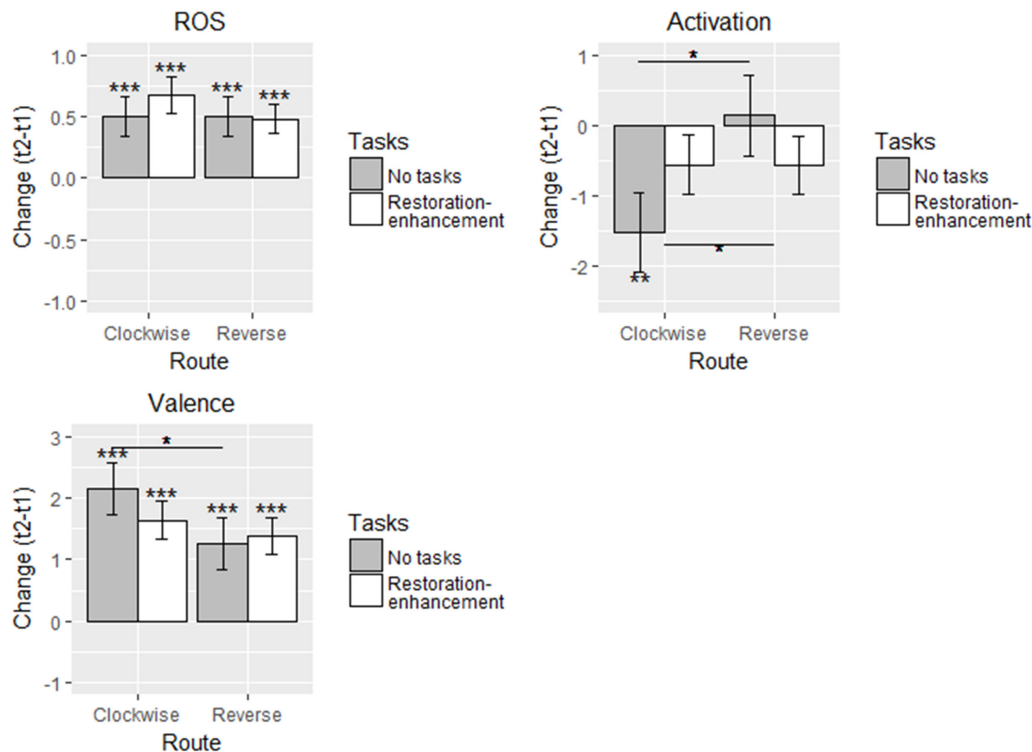 ROS
1.0
0.5
0.0
-0.5
-1.0
Change (t2-t1)
***
***
***
***
Clockwise
Reverse
Route
Tasks
No tasks
Restoration-
enhancement
Activation
1
0
-1
-2
Change (t2-t1)
*
*
**
Clockwise
Reverse
Route
Tasks
No tasks
Restoration-
enhancement
Valence
3
2
1
0
-1
Change (t2-t1)
*
***
***
***
***
Clockwise
Reverse
Route
Tasks
No tasks
Restoration-
enhancement